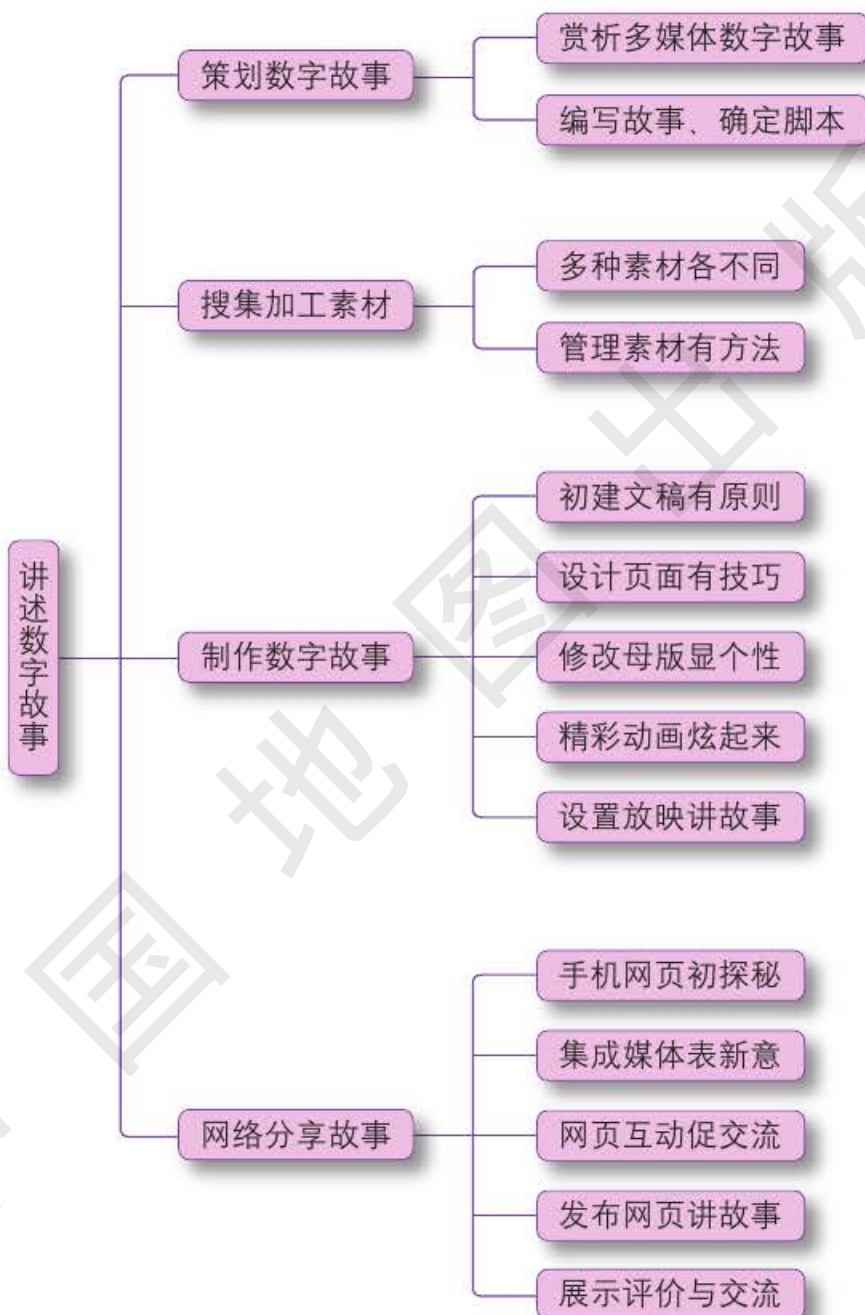 讲述数字故事
策划数字故事
赏析多媒体数字故事
编写故事、确定脚本
搜集加工素材
多种素材各不同
管理素材有方法
制作数字故事
初建文稿有原则
设计页面有技巧
修改母版显个性
精彩动画炫起来
设置放映讲故事
网络分享故事
手机网页初探秘
集成媒体表新意
网页互动促交流
发布网页讲故事
展示评价与交流
国地图出版